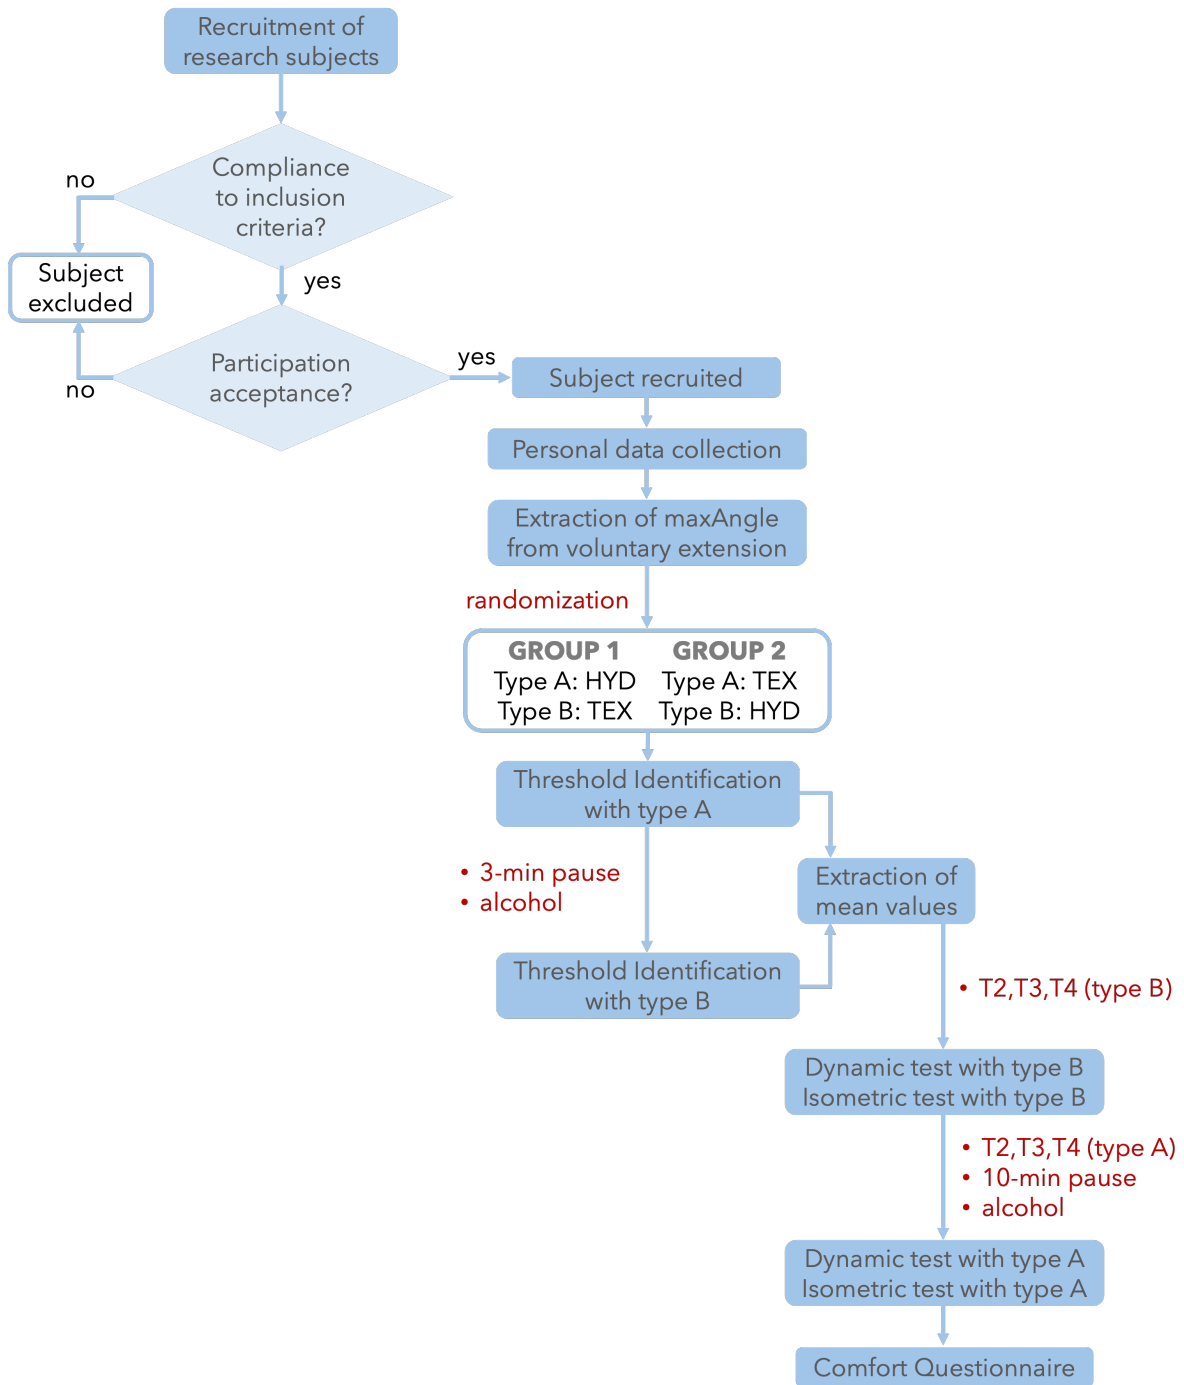 Recruitment of
research subjects
Compliance
to inclusion
criteria?
no
Subject
excluded
yes
Participation
acceptance?
no
yes
Subject recruited
Personal data collection
Extraction of maxAngle
from voluntary extension
randomization
GROUP 1 GROUP 2
Type A: HYD Type A: TEX
Type B: TEX Type B: HYD
Threshold Identification
with type A
• 3-min pause
• alcohol
Extraction of
mean values
Threshold Identification
with type B
• T2,T3,T4 (type B)
Dynamic test with type B
Isometric test with type B
• T2,T3,T4 (type A)
• 10-min pause
• alcohol
Dynamic test with type A
Isometric test with type A
Comfort Questionnaire